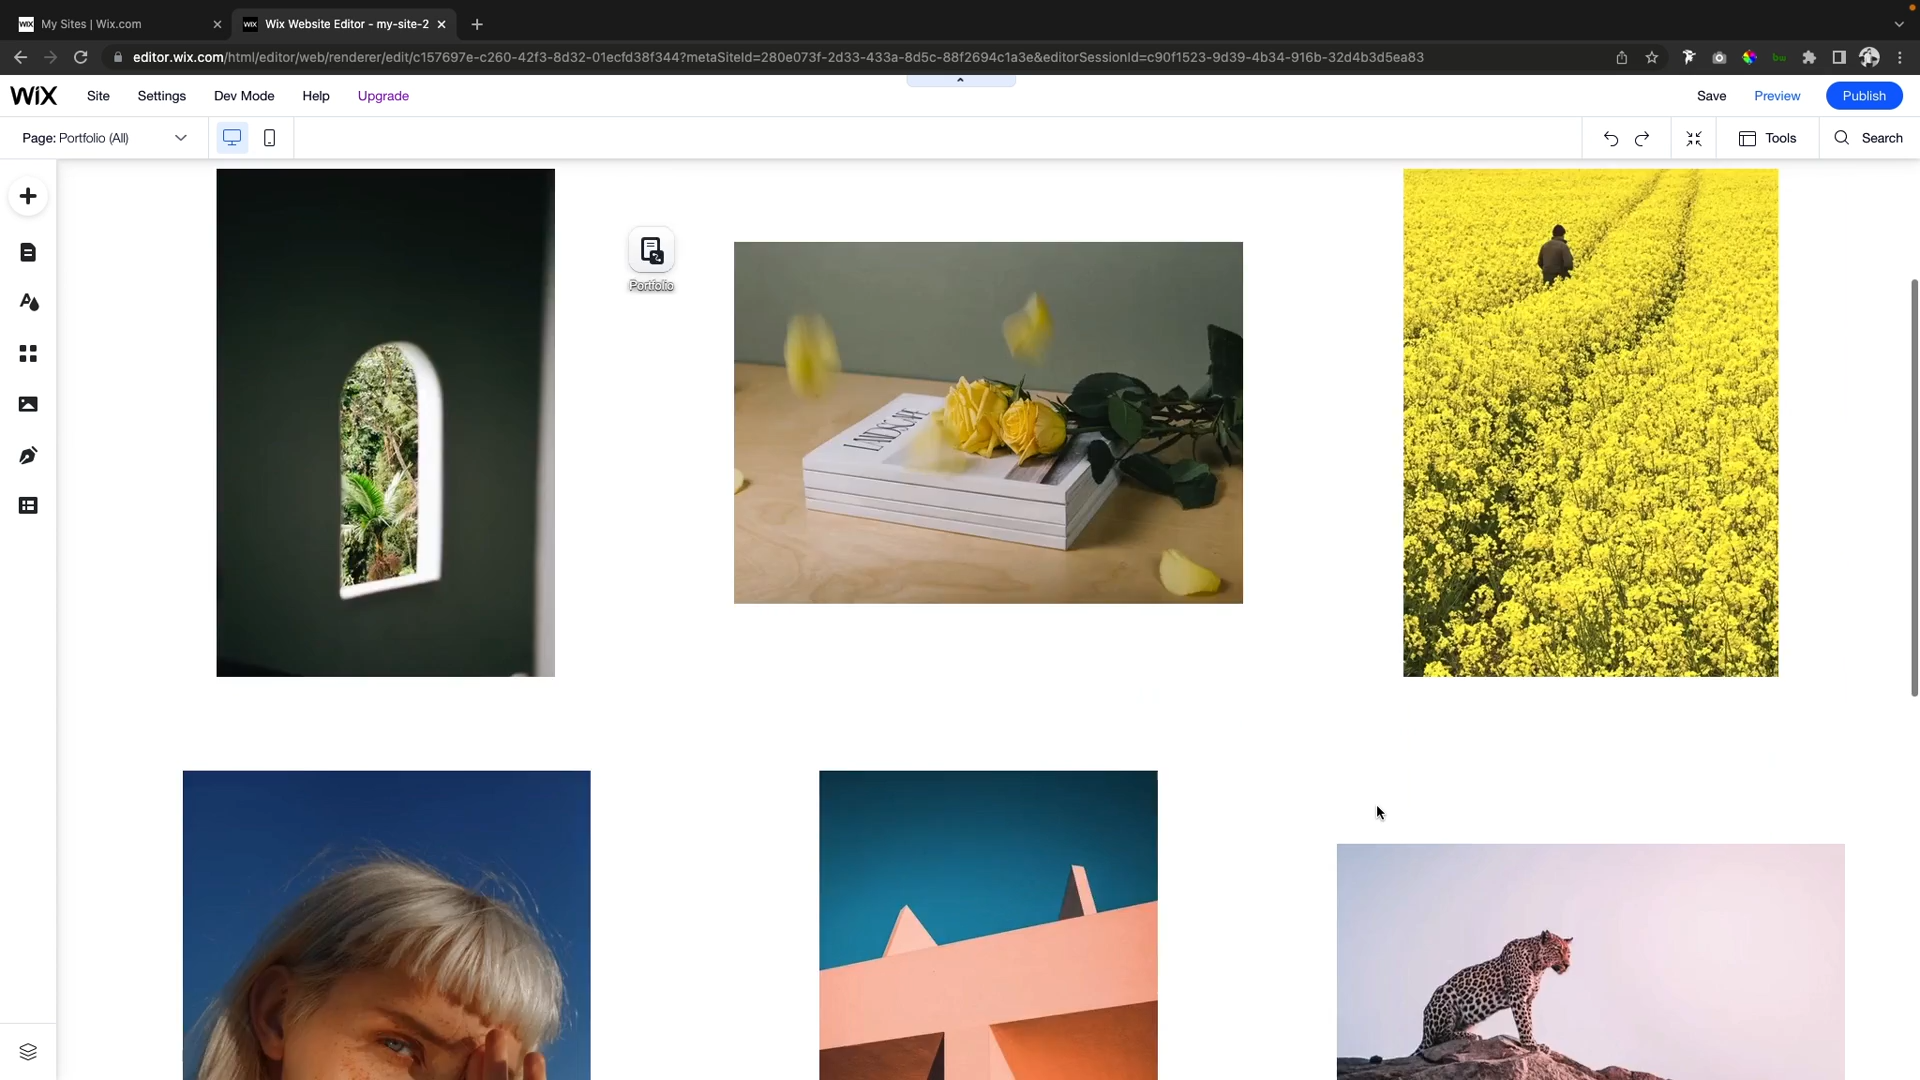 My Sites | Wix.com
Wix Website Editor - my-site-2
editor.wix.com/html/editor/web/renderer/edit/c157697e-c260-42f3-8d32-01ecfd38f344?metaSiteId=280e073f-2d33-433a-8d5c-88f2694c1a3e&editorSessionId=c90f1523-9d39-4b34-916b-32d4b3d5ea83
WiX Site Settings Dev Mode Help Upgrade Save Preview Publish
Page: Portfolio (All) Tools Search
Portfolio
LANDSCAPE